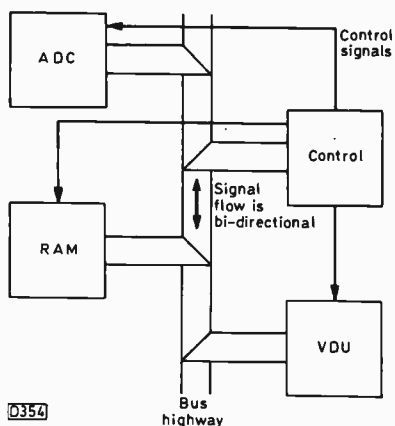 ADC
Control
signals
Control
Signal
flow is
bi-directional
RAM
VDU
D354
Bus
highway